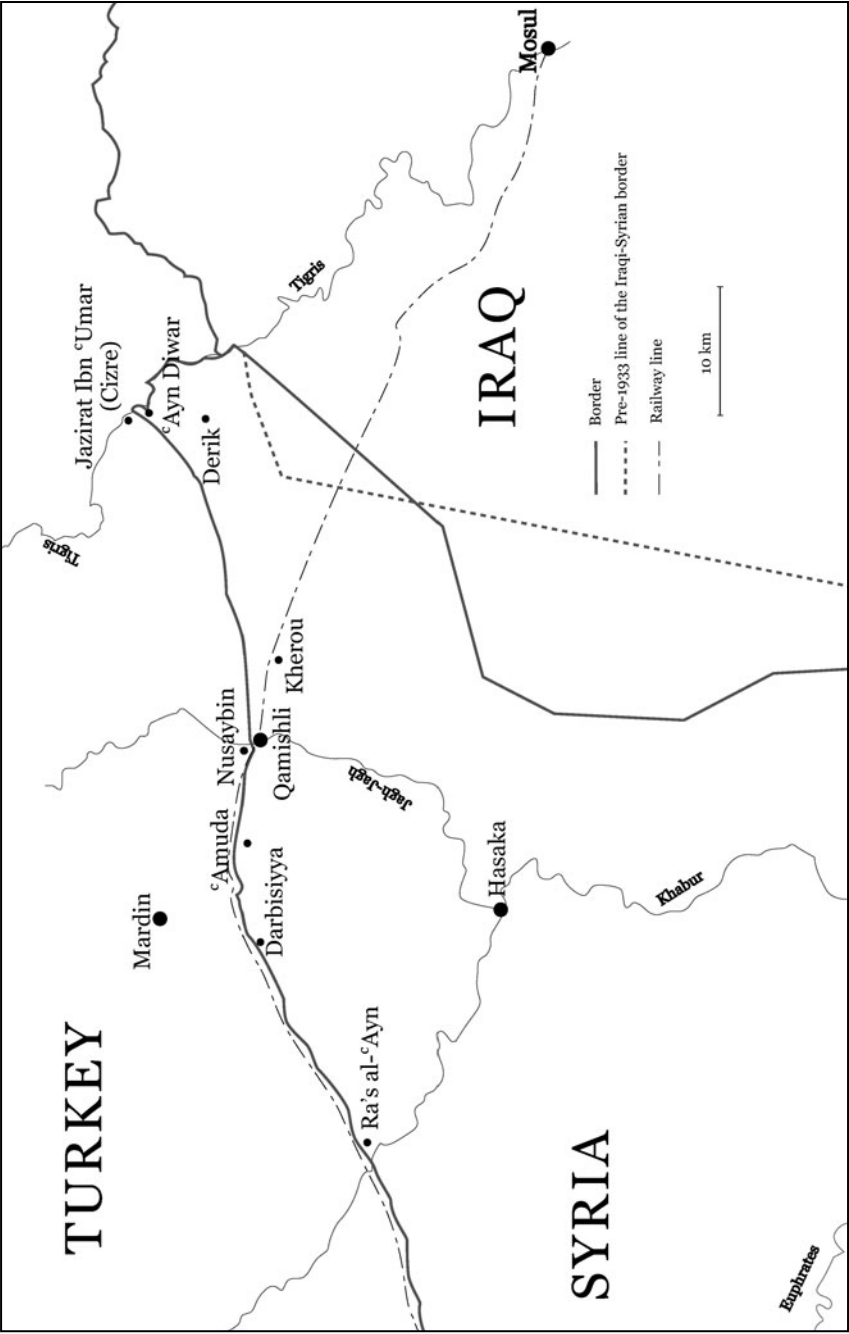 TURKEY
SYRIA
IRAQ
Mardin
Nusaybin
Jazirat Ibn ʿUmar
(Cizre)
ʿAyn Diwar
Derik
Tigris
Tigris
Mosul
ʿAmuda
Darbisiyya
Qamishli
Kherou
Jagh-Jagh
Ra's al-ʿAyn
Hasaka
Khabur
Euphrates
Border
Pre-1933 line of the Iraqi-Syrian border
Railway line
10 km